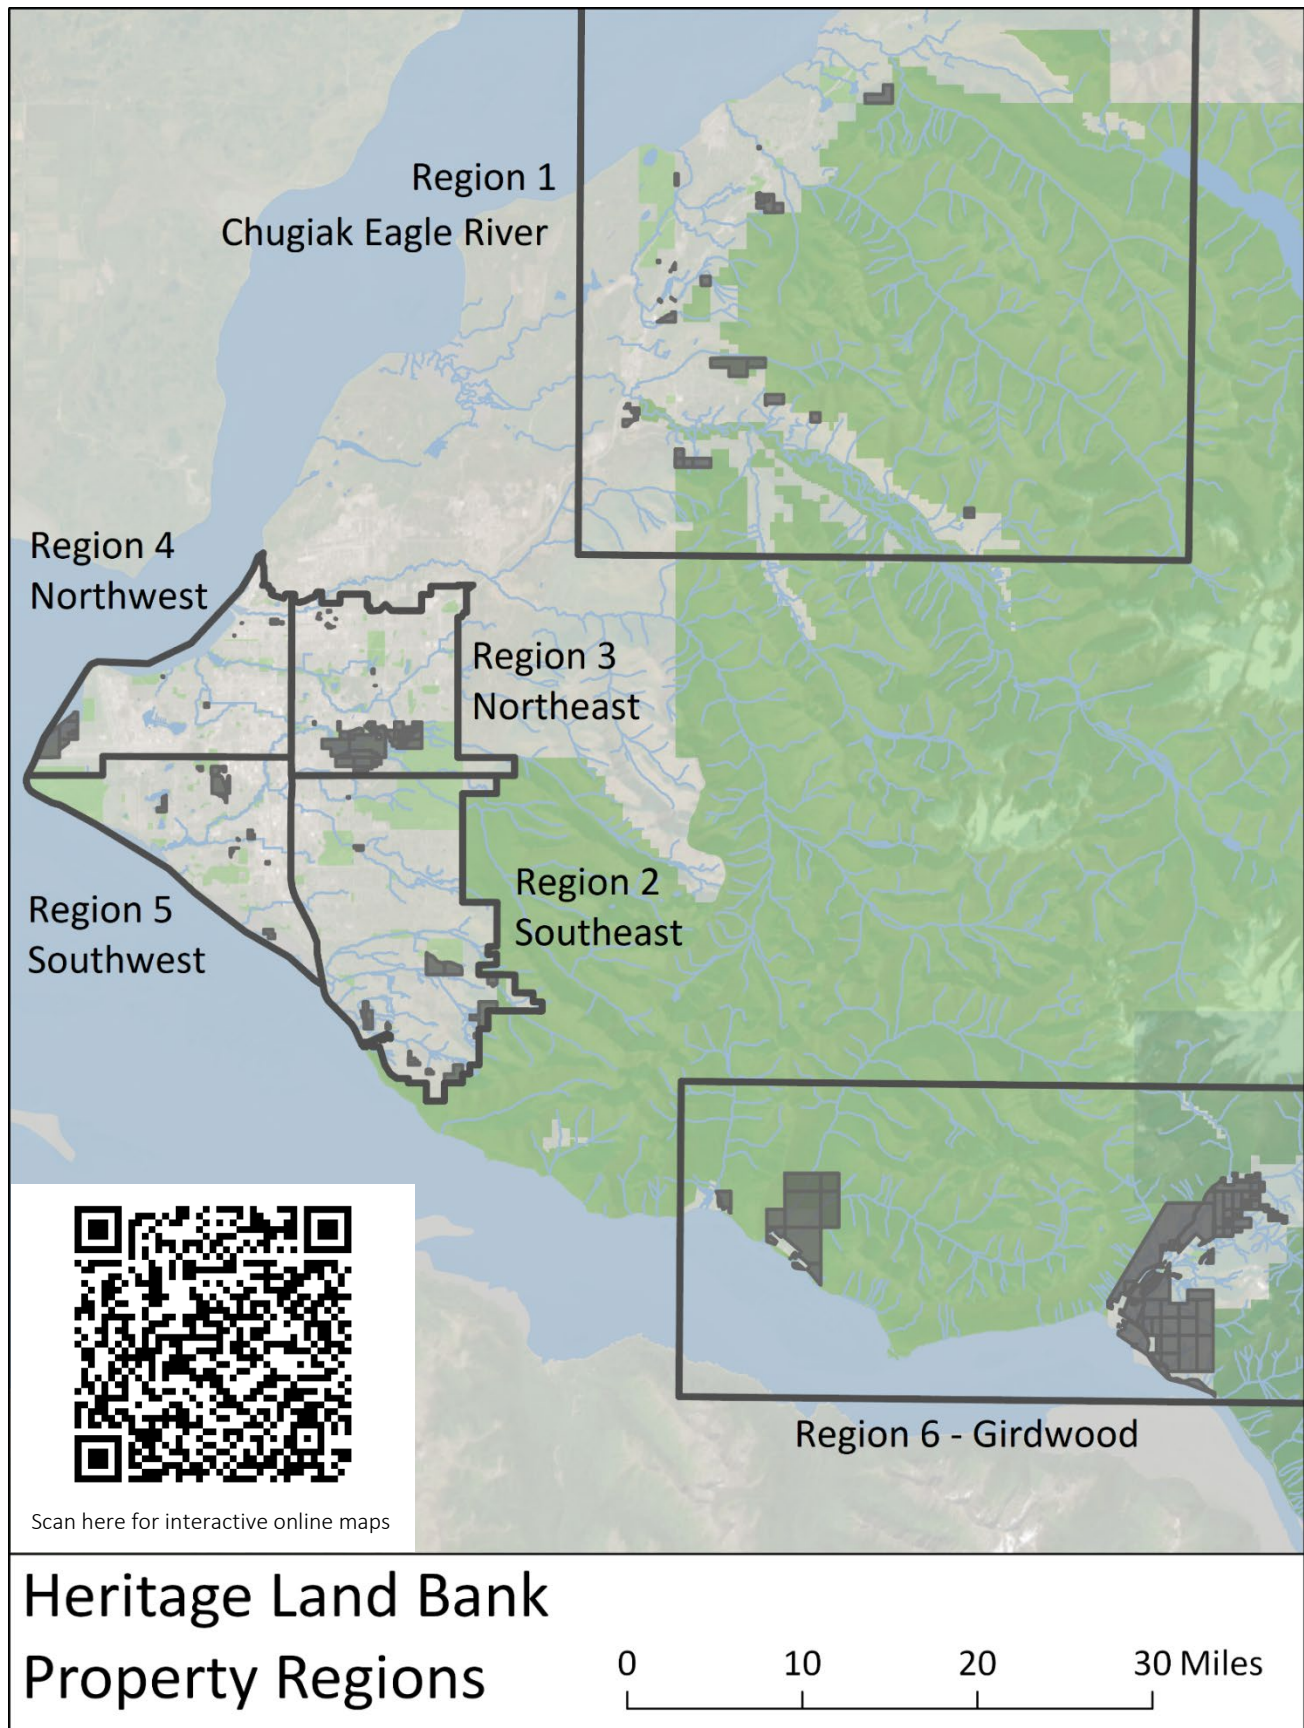 Region 1
Chugiak Eagle River
Region 4
Northwest
Region 3
Northeast
Region 2
Southeast
Region 5
Southwest
Region 6 - Girdwood
Scan here for interactive online maps
Heritage Land Bank
Property Regions
0 10 20 30 Miles